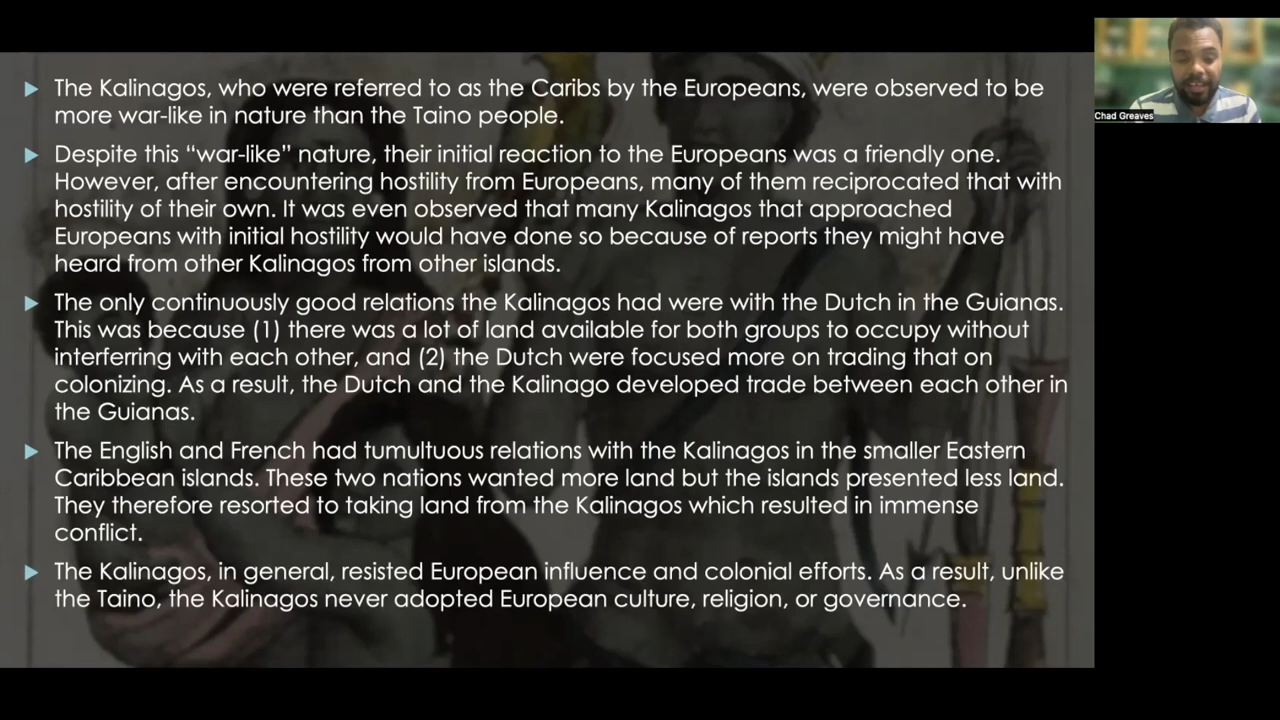 The Kalinagos, who were referred to as the Caribs by the Europeans, were observed to be
more war-like in nature than the Taino people.
Despite this “war-like” nature, their initial reaction to the Europeans was a friendly one.
However, after encountering hostility from Europeans, many of them reciprocated that with
hostility of their own. It was even observed that many Kalinagos that approached
Europeans with initial hostility would have done so because of reports they might have
heard from other Kalinagos from other islands.
The only continuously good relations the Kalinagos had were with the Dutch in the Guianas.
This was because (1) there was a lot of land available for both groups to occupy without
interferring with each other, and (2) the Dutch were focused more on trading that on
colonizing. As a result, the Dutch and the Kalinago developed trade between each other in
the Guianas.
The English and French had tumultuous relations with the Kalinagos in the smaller Eastern
Caribbean islands. These two nations wanted more land but the islands presented less land.
They therefore resorted to taking land from the Kalinagos which resulted in immense
conflict.
The Kalinagos, in general, resisted European influence and colonial efforts. As a result, unlike
the Taino, the Kalinagos never adopted European culture, religion, or governance.
Chad Greaves